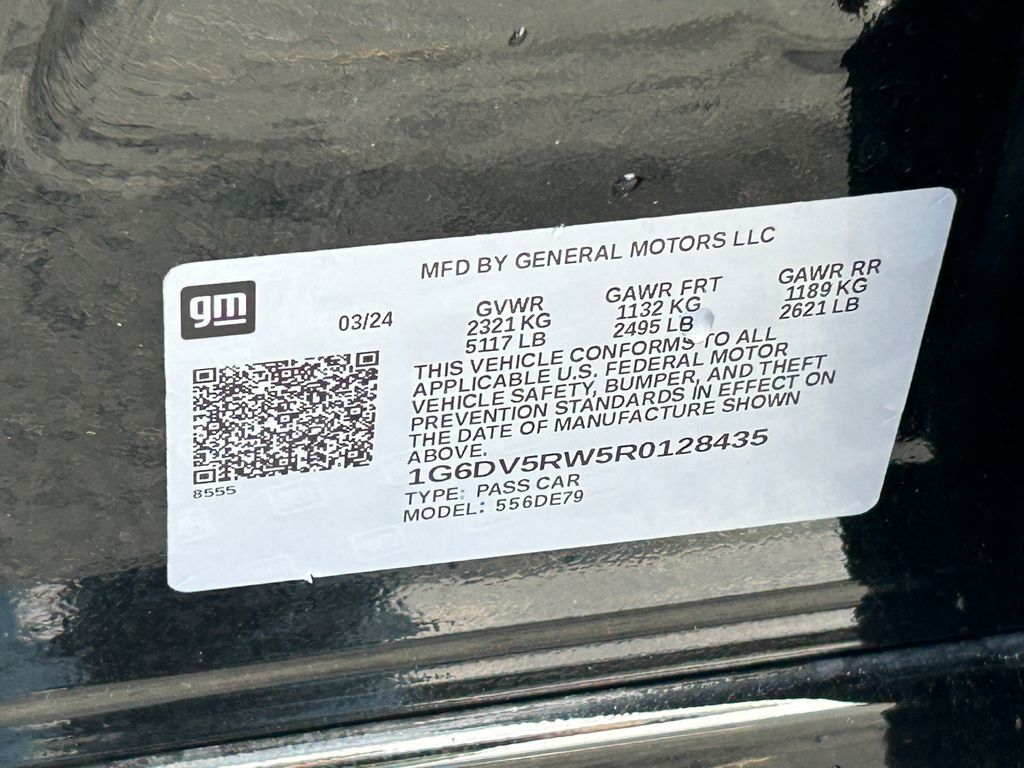 MFD BY GENERAL MOTORS LLC
gm
03/24
GVWR
2321 KG
5117 LB
GAWR FRT
1132 KG
2495 LB
GAWR RR
1189 KG
2621 LB
THIS VEHICLE CONFORMS TO ALL
APPLICABLE U.S. FEDERAL MOTOR
VEHICLE SAFETY, BUMPER, AND THEFT
PREVENTION STANDARDS IN EFFECT ON
THE DATE OF MANUFACTURE SHOWN
ABOVE.
1G6DV5RW5R0128435
TYPE: PASS CAR
MODEL: 556DE79
8555